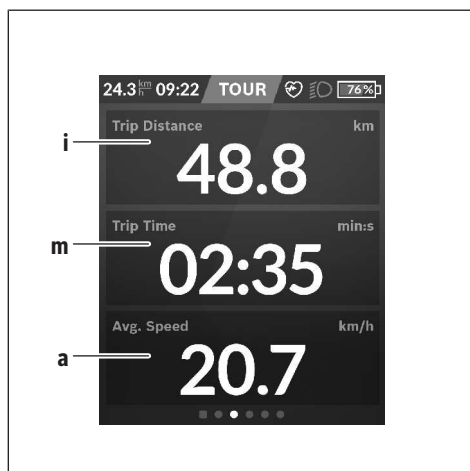 24.3 km/h 09:22 TOUR 76%
i Trip Distance km
48.8
m Trip Time min:s
02:35
a Avg. Speed km/h
20.7